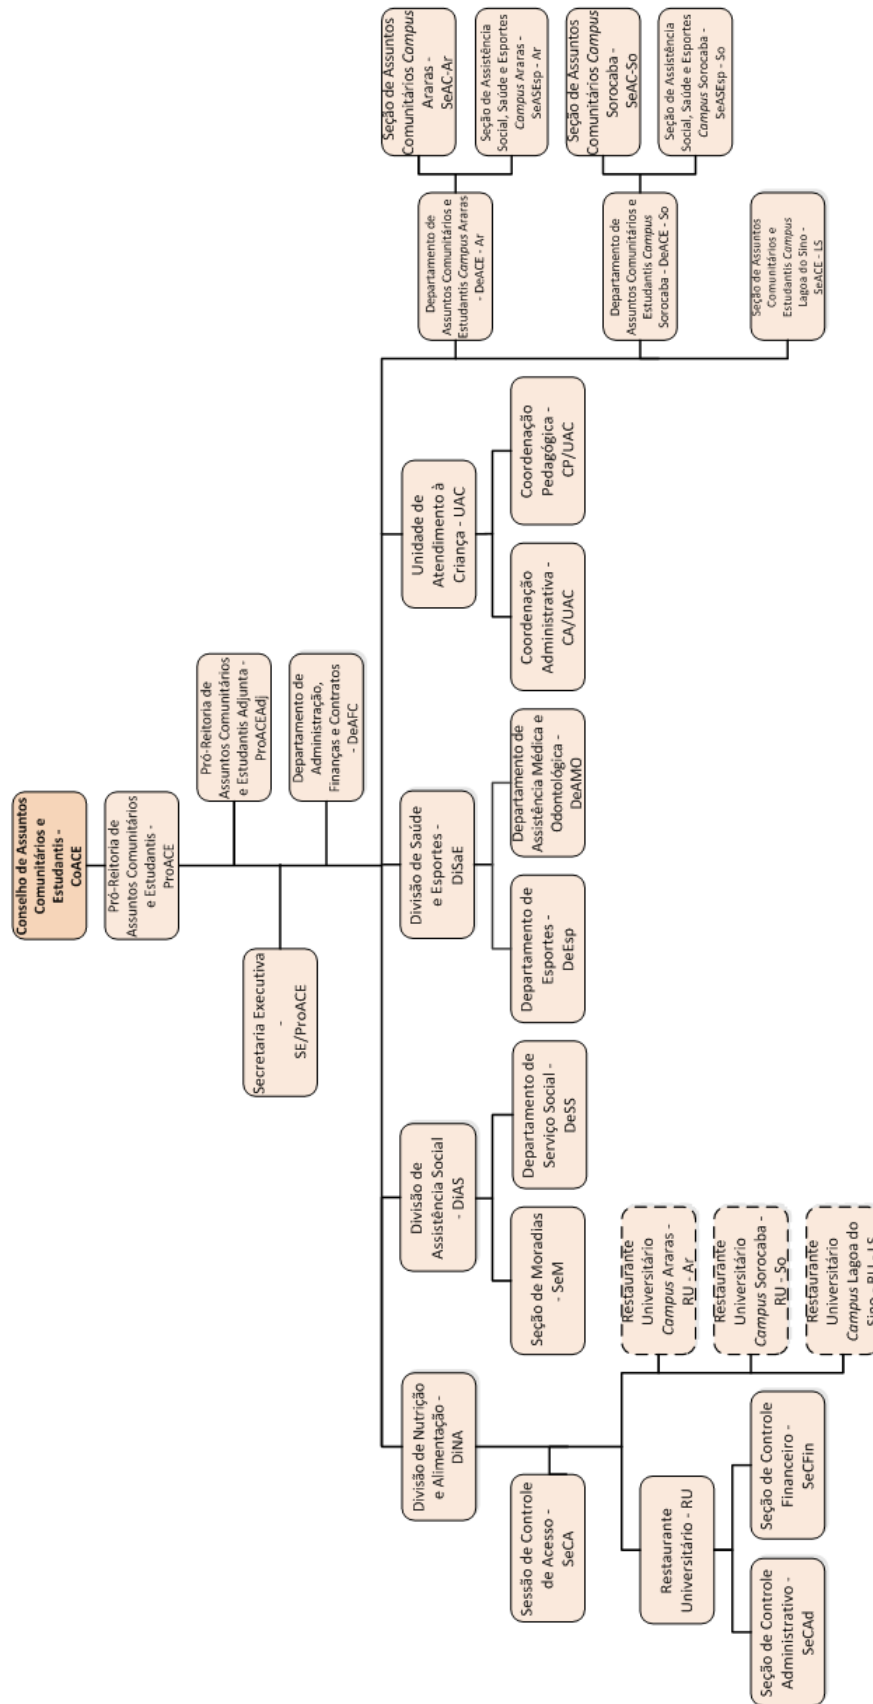 Conselho de Assuntos
Comunitários e
Estudantis -
CoACE
Pró-Reitoria de
Assuntos Comunitários
e Estudantis -
ProACE
Pró-Reitoria de
Assuntos Comunitários
e Estudantis Adjunta -
ProACEAdj
Secretaria Executiva
-
SE/ProACE
Departamento de
Administração,
Finanças e Contratos
- DeAFC
Divisão de Nutrição
e Alimentação -
DiNA
Divisão de
Assistência Social
- DiAS
Divisão de Saúde
e Esportes -
DiSaE
Unidade de
Atendimento à
Criança - UAC
Departamento de
Assuntos Comunitários e
Estudantis Campus Araras
- DeACE - Ar
Seção de Assuntos
Comunitários Campus
Araras -
SeAC-Ar
Seção de Assistência
Social, Saúde e Esportes
Campus Araras -
SeASEsp - Ar
Departamento de
Assuntos Comunitários e
Estudantis Campus
Sorocaba - DeACE - So
Seção de Assuntos
Comunitários Campus
Sorocaba -
SeAC-So
Seção de Assistência
Social, Saúde e Esportes
Campus Sorocaba -
SeASEsp - So
Seção de Assuntos
Comunitários e
Estudantis Campus
Lagoa do Sino -
SeACE - LS
Sessão de Controle
de Acesso -
SeCA
Seção de Moradias
- SeM
Departamento de
Serviço Social -
DeSS
Departamento de
Esportes -
DeEsp
Departamento de
Assistência Médica e
Odontológica -
DeAMO
Coordenação
Administrativa -
CA/UAC
Coordenação
Pedagógica -
CP/UAC
Restaurante
Universitário - RU
Restaurante
Universitário
Campus Araras -
RU - Ar
Restaurante
Universitário
Campus Sorocaba -
RU - So
Restaurante
Universitário
Campus Lagoa do
Sino - RU - LS
Seção de Controle
Administrativo -
SeCAd
Seção de Controle
Financeiro -
SeCFin